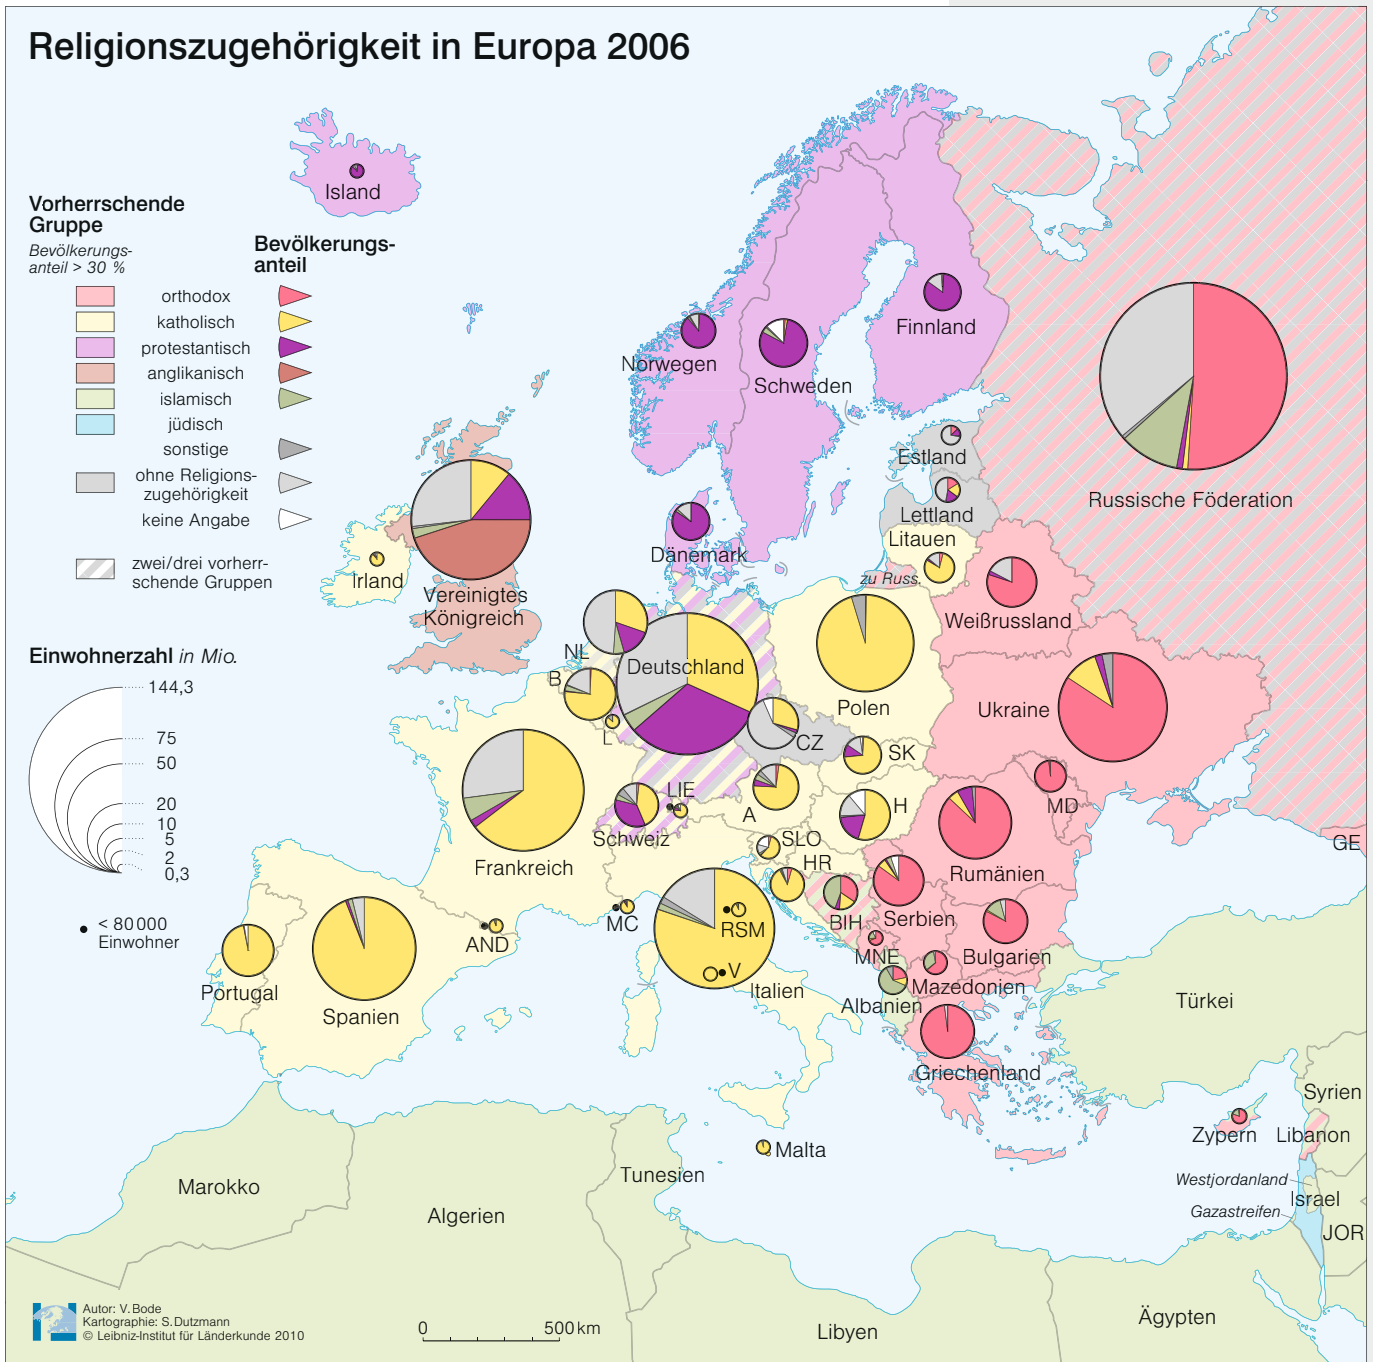 Religionszugehörigkeit in Europa 2006
Vorherrschende
Gruppe
Bevölkerungs-
anteil > 30 %
Bevölkerungs-
anteil
orthodox
katholisch
protestantisch
anglikanisch
islamisch
jüdisch
sonstige
ohne Religions-
zugehörigkeit
keine Angabe
zwei/drei vorherr-
schende Gruppen
Einwohnerzahl in Mio.
144,3
75
50
20
10
5
2
0,3
< 80 000
Einwohner
Island
Norwegen
Schweden
Finnland
Estland
Lettland
Litauen
zu Russ.
Russische Föderation
Dänemark
Irland
Vereinigtes
Königreich
Weißrussland
NL
B
L
Deutschland
Polen
Ukraine
CZ
SK
MD
LIE
A
H
Schweiz
Frankreich
SLO
HR
Rumänien
GE
BIH
Serbien
MC
RSM
V
Italien
AND
MNE
Bulgarien
Portugal
Spanien
Albanien
Mazedonien
Griechenland
Türkei
Syrien
Zypern
Libanon
Malta
Westjordanland
Israel
Gazastreifen
JOR
Marokko
Algerien
Tunesien
Libyen
Ägypten
Autor: V. Bode
Kartographie: S. Dutzmann
© Leibniz-Institut für Länderkunde 2010
0
500 km